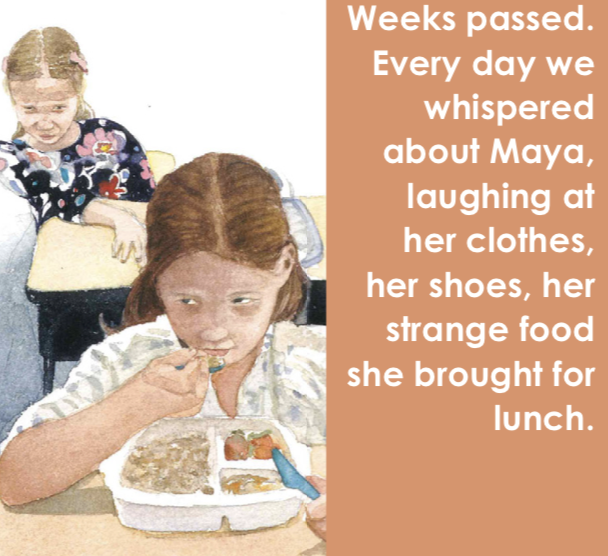 Weeks passed.
Every day we
whispered
about Maya,
laughing at
her clothes,
her shoes, her
strange food
she brought for
lunch.